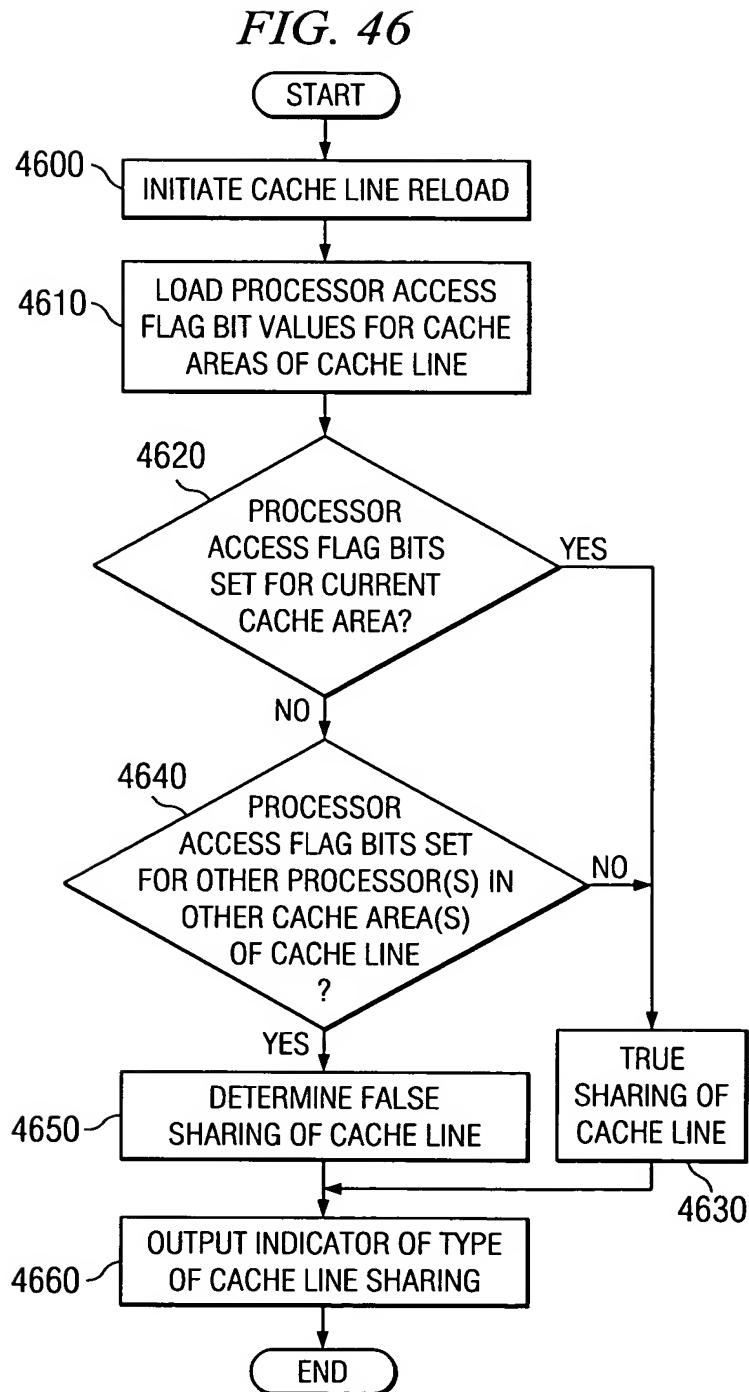 FIG. 46
START
4600
INITIATE CACHE LINE RELOAD
4610
LOAD PROCESSOR ACCESS
FLAG BIT VALUES FOR CACHE
AREAS OF CACHE LINE
4620
PROCESSOR
ACCESS FLAG BITS
SET FOR CURRENT
CACHE AREA?
YES
NO
4640
PROCESSOR
ACCESS FLAG BITS SET
FOR OTHER PROCESSOR(S) IN
OTHER CACHE AREA(S)
OF CACHE LINE
?
NO
YES
4650
DETERMINE FALSE
SHARING OF CACHE LINE
TRUE
SHARING OF
CACHE LINE
4630
4660
OUTPUT INDICATOR OF TYPE
OF CACHE LINE SHARING
END